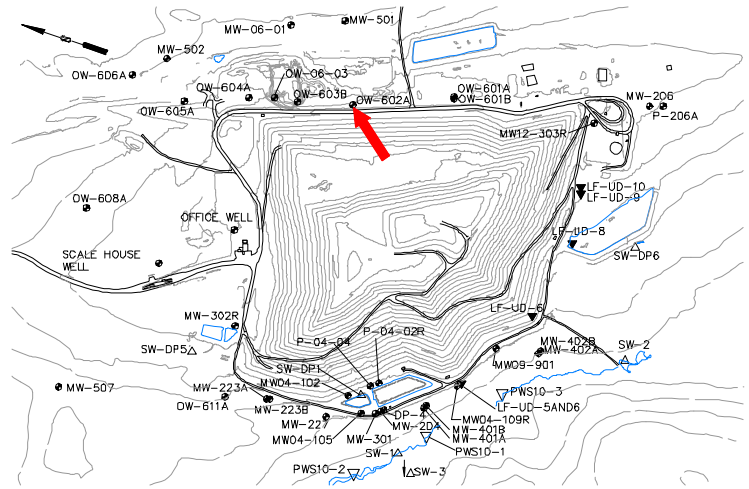 MW-06-01
MW-501
MW-502
OW-6D6A
OW-06-03
OW-604A
OW-603B
OW-602A
OW-601A
OW-601B
OW-605A
MW-206
P-206A
MW12-303R
LF-UD-10
LF-UD-9
OW-608A
OFFICE WELL
LF-UD-8
SW-DP6
SCALE HOUSE
WELL
MW-302R
LF-UD-6
P-04-04
P-04-02R
SW-DP5
MW-4D2B
SW-2
MW-402A
SW-DP1
MW09-901
MW-507
MW-223A
MW04-102
PWS10-3
OW-611A
MW-223B
LF-UD-5AND6
DP-4
MW04-109R
MW-227
MW-2D4
MW-401B
MW04-105
MW-301
MW-401A
SW-1
PWS10-1
PWS10-2
SW-3